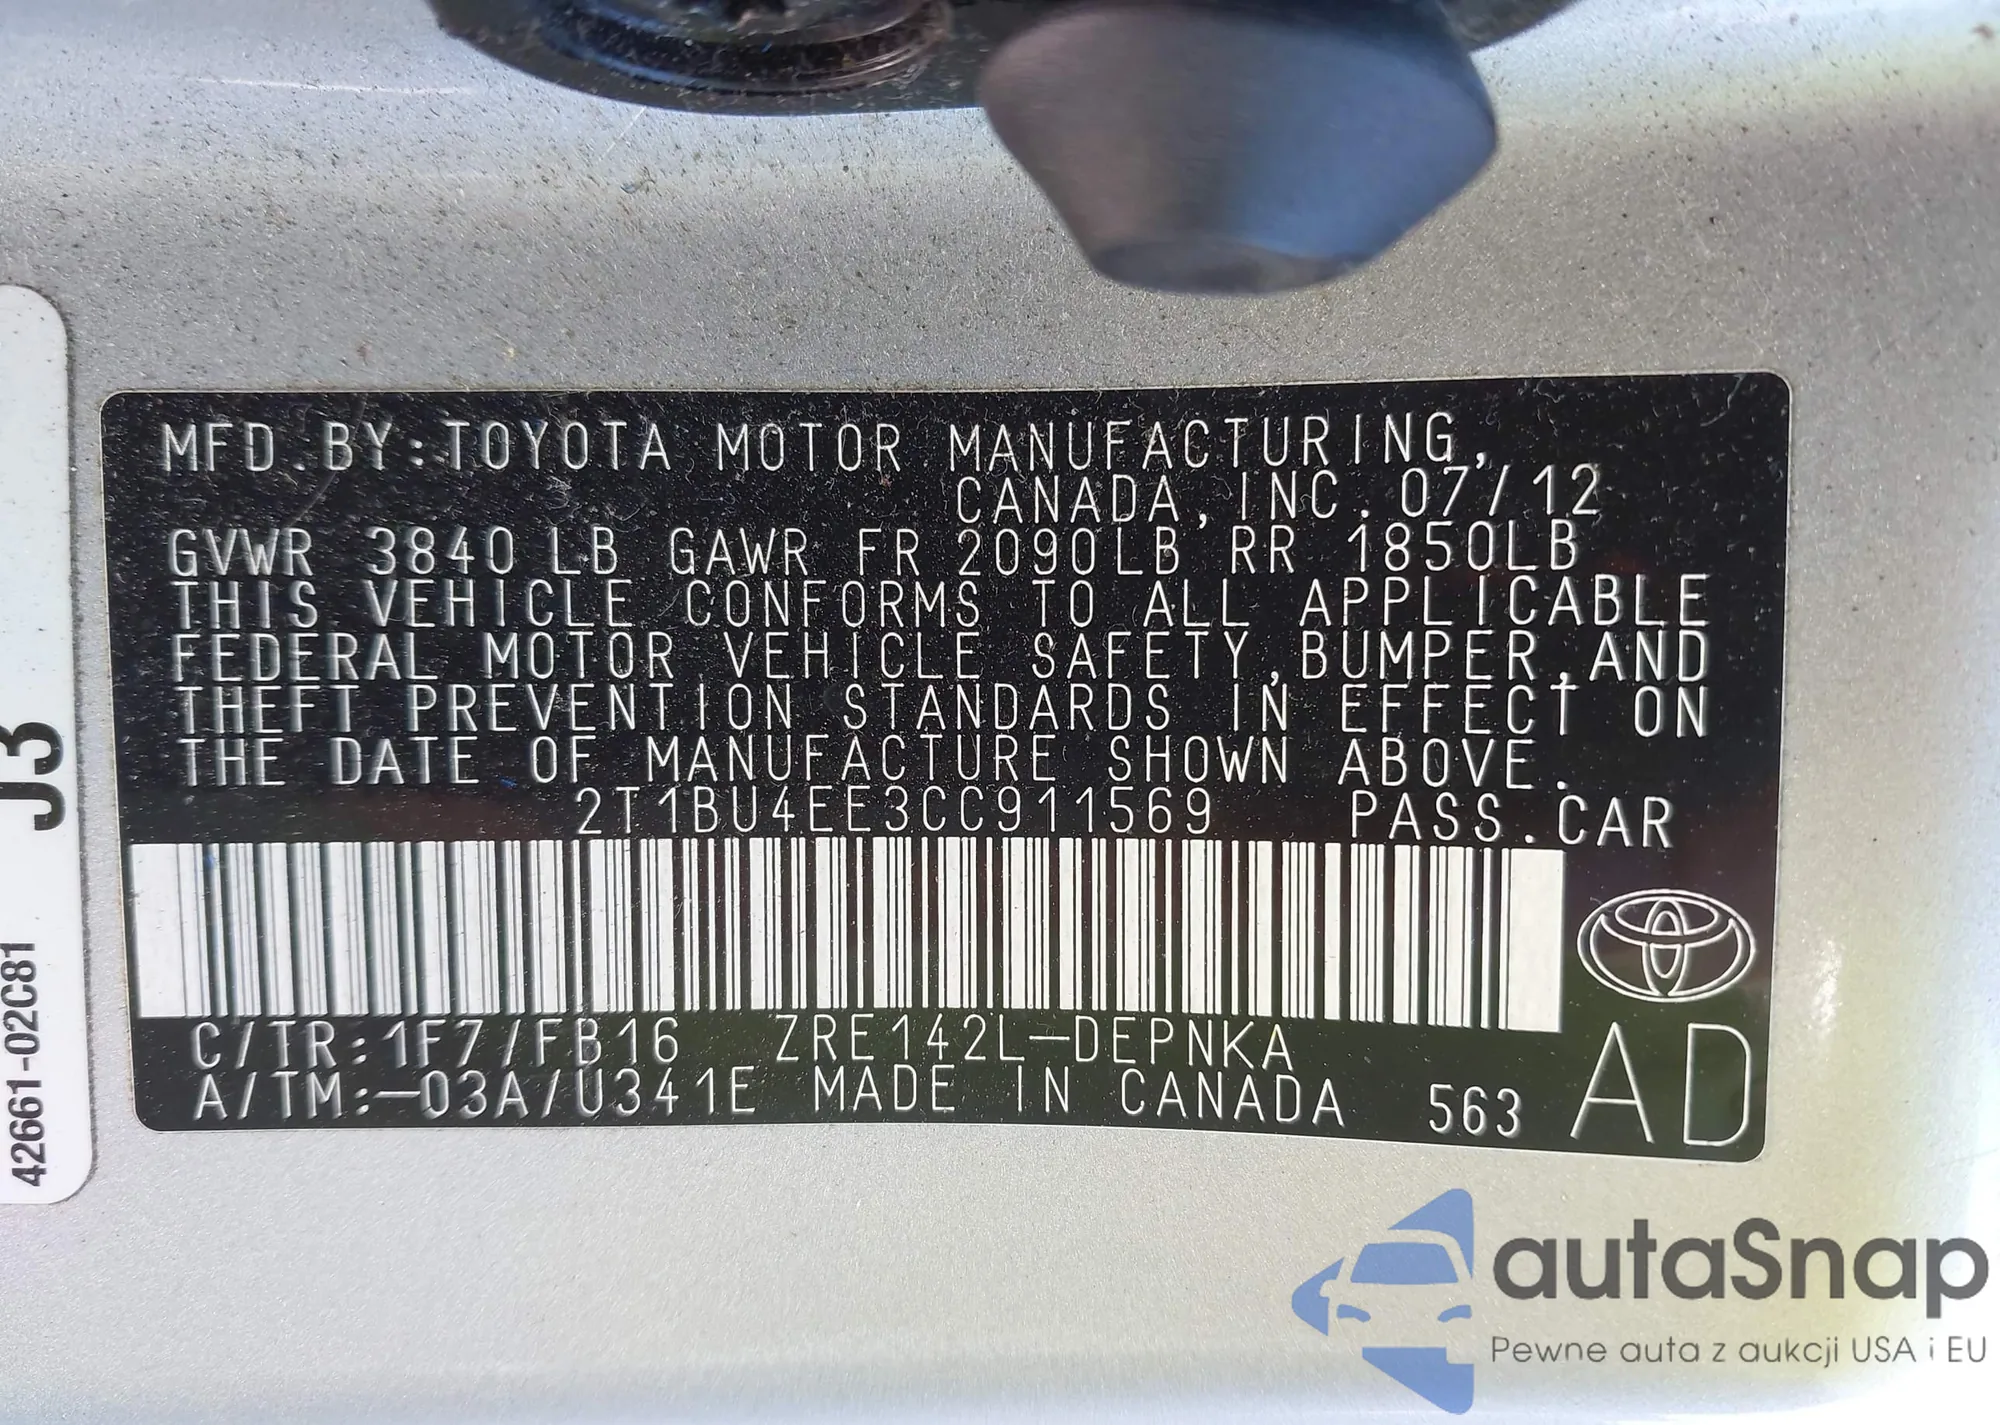 MFD.BY:TOYOTA MOTOR MANUFACTURING,
CANADA,INC.07/12
GVWR 3840 LB GAWR FR 2090LB RR 1850LB
THIS VEHICLE CONFORMS TO ALL APPLICABLE
FEDERAL MOTOR VEHICLE SAFETY,BUMPER,AND
THEFT PREVENTION STANDARDS IN EFFECT ON
THE DATE OF MANUFACTURE SHOWN ABOVE.
2T1BU4EE3CC911569 PASS.CAR
C/TR:1F7/FB16 ZRE142L-DEPNKA
A/TM:-03A/U341E MADE IN CANADA 563
AD
J3
42661-02C81
autaSnap
Pewne auta z aukcji USA i EU